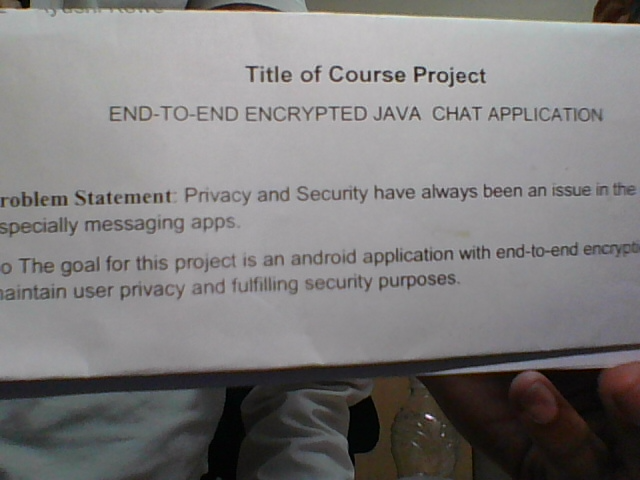 Title of Course Project
END-TO-END ENCRYPTED JAVA CHAT APPLICATION
roblem Statement: Privacy and Security have always been an issue in the
specially messaging apps.
o The goal for this project is an android application with end-to-end encrypti
naintain user privacy and fulfilling security purposes.